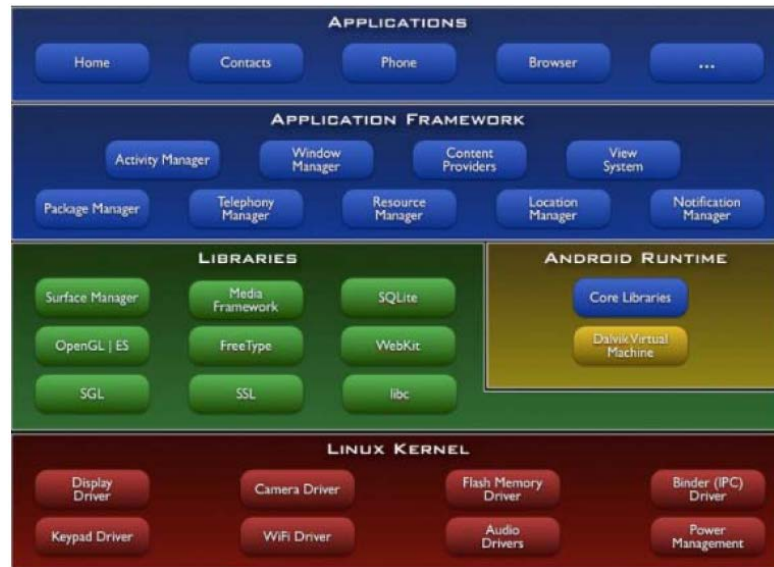 APPLICATIONS
Home
Contacts
Phone
Browser
...
APPLICATION FRAMEWORK
Activity Manager
Window
Manager
Content
Providers
View
System
Package Manager
Telephony
Manager
Resource
Manager
Location
Manager
Notification
Manager
LIBRARIES
Surface Manager
Media
Framework
SQLite
OpenGL | ES
FreeType
WebKit
SGL
SSL
libc
ANDROID RUNTIME
Core Libraries
Dalvik Virtual
Machine
LINUX KERNEL
Display
Driver
Camera Driver
Flash Memory
Driver
Binder (IPC)
Driver
Keypad Driver
WiFi Driver
Audio
Drivers
Power
Management